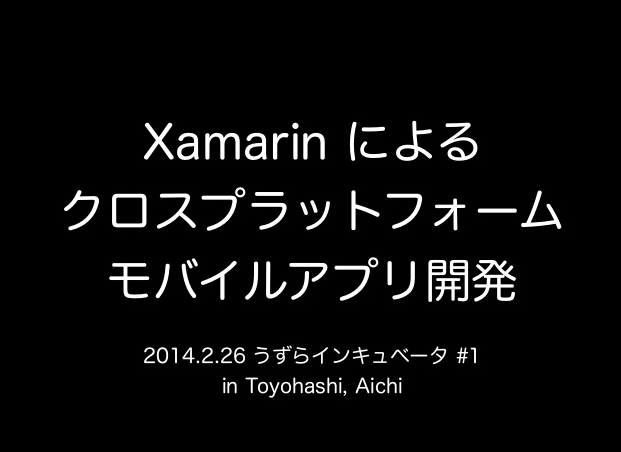 Xamarin による
クロスプラットフォーム
モバイルアプリ開発
2014.2.26 うずらインキュベータ #1
in Toyohashi, Aichi